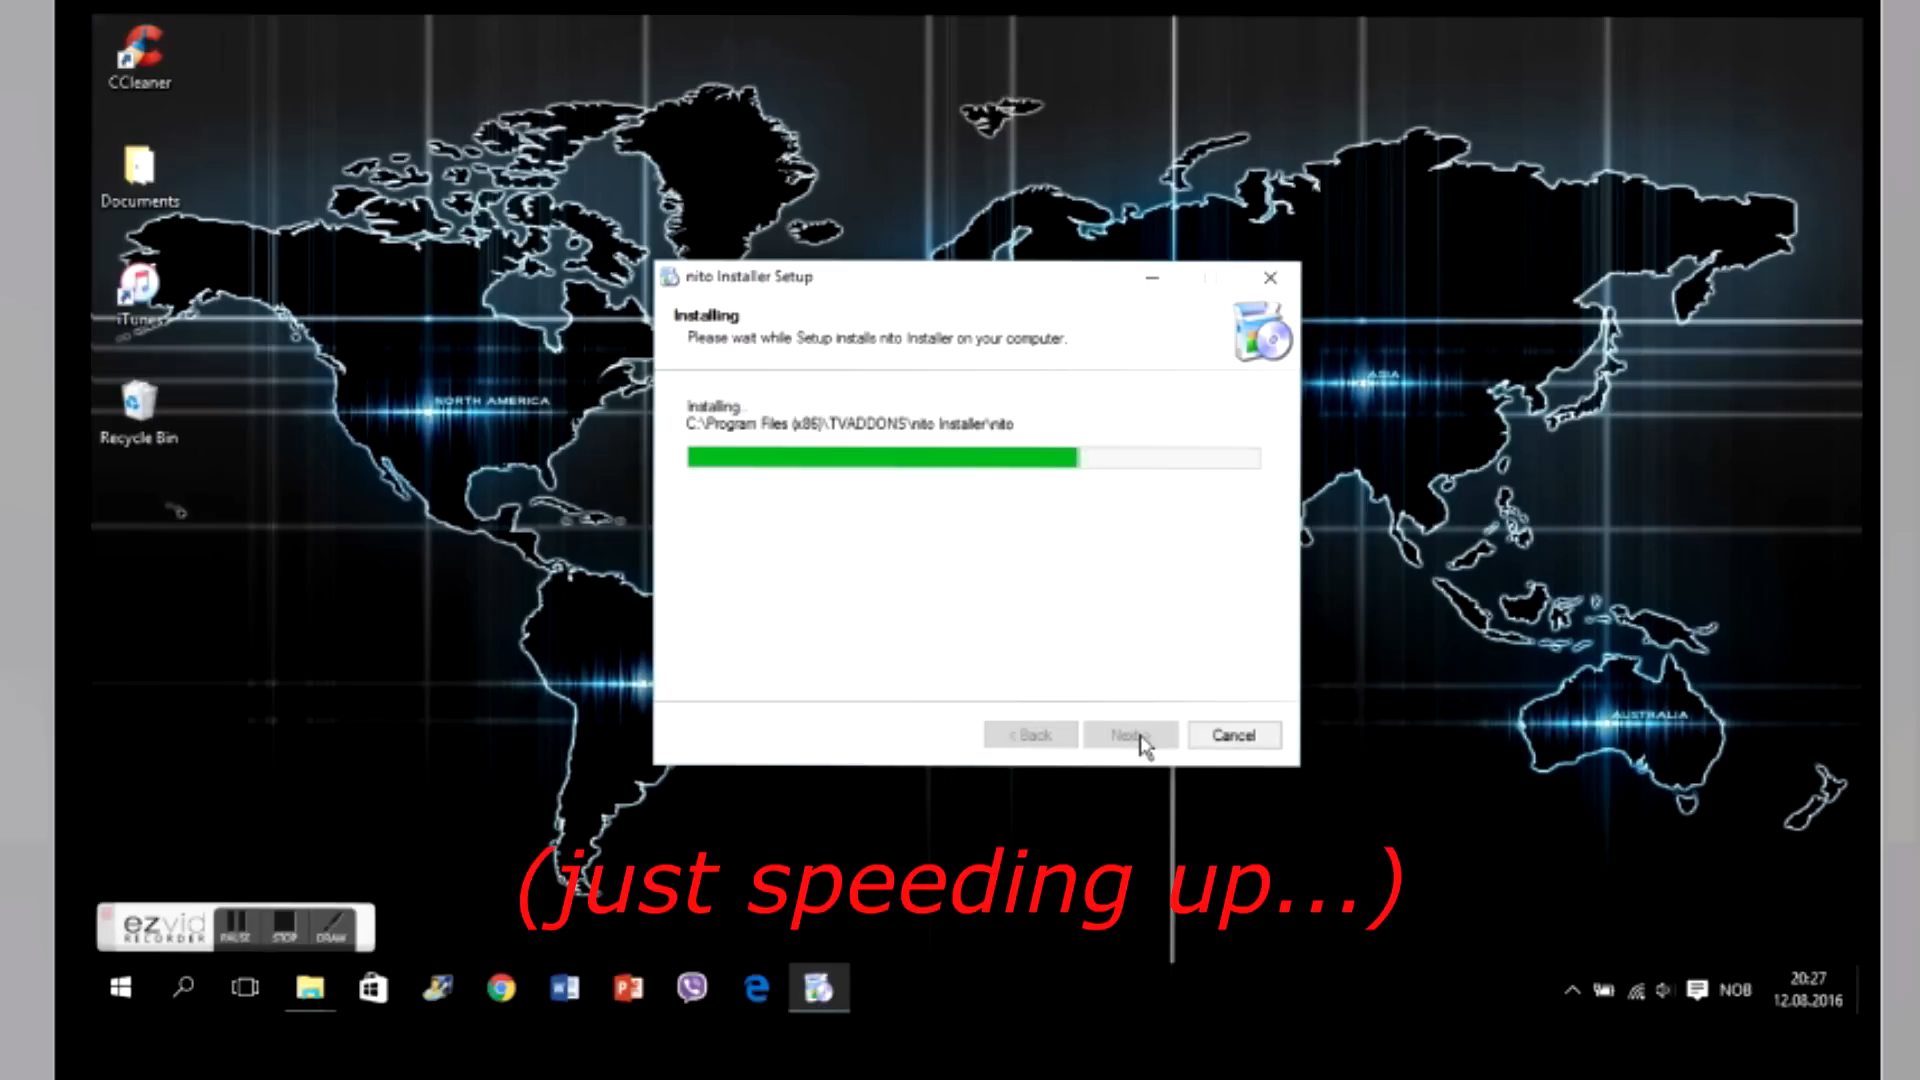 CCleaner
Documents
iTunes
Recycle Bin
NORTH AMERICA
ASIA
AUSTRALIA
nito Installer Setup
Installing
Please wait while Setup installs nito Installer on your computer.
Installing...
C:\Program Files (x86)\TVADDONS\nito Installer\nito
< Back
Next >
Cancel
(just speeding up...)
ezvid
RECORDER
PAUSE
STOP
DRAW
NOB
20:27
12.08.2016